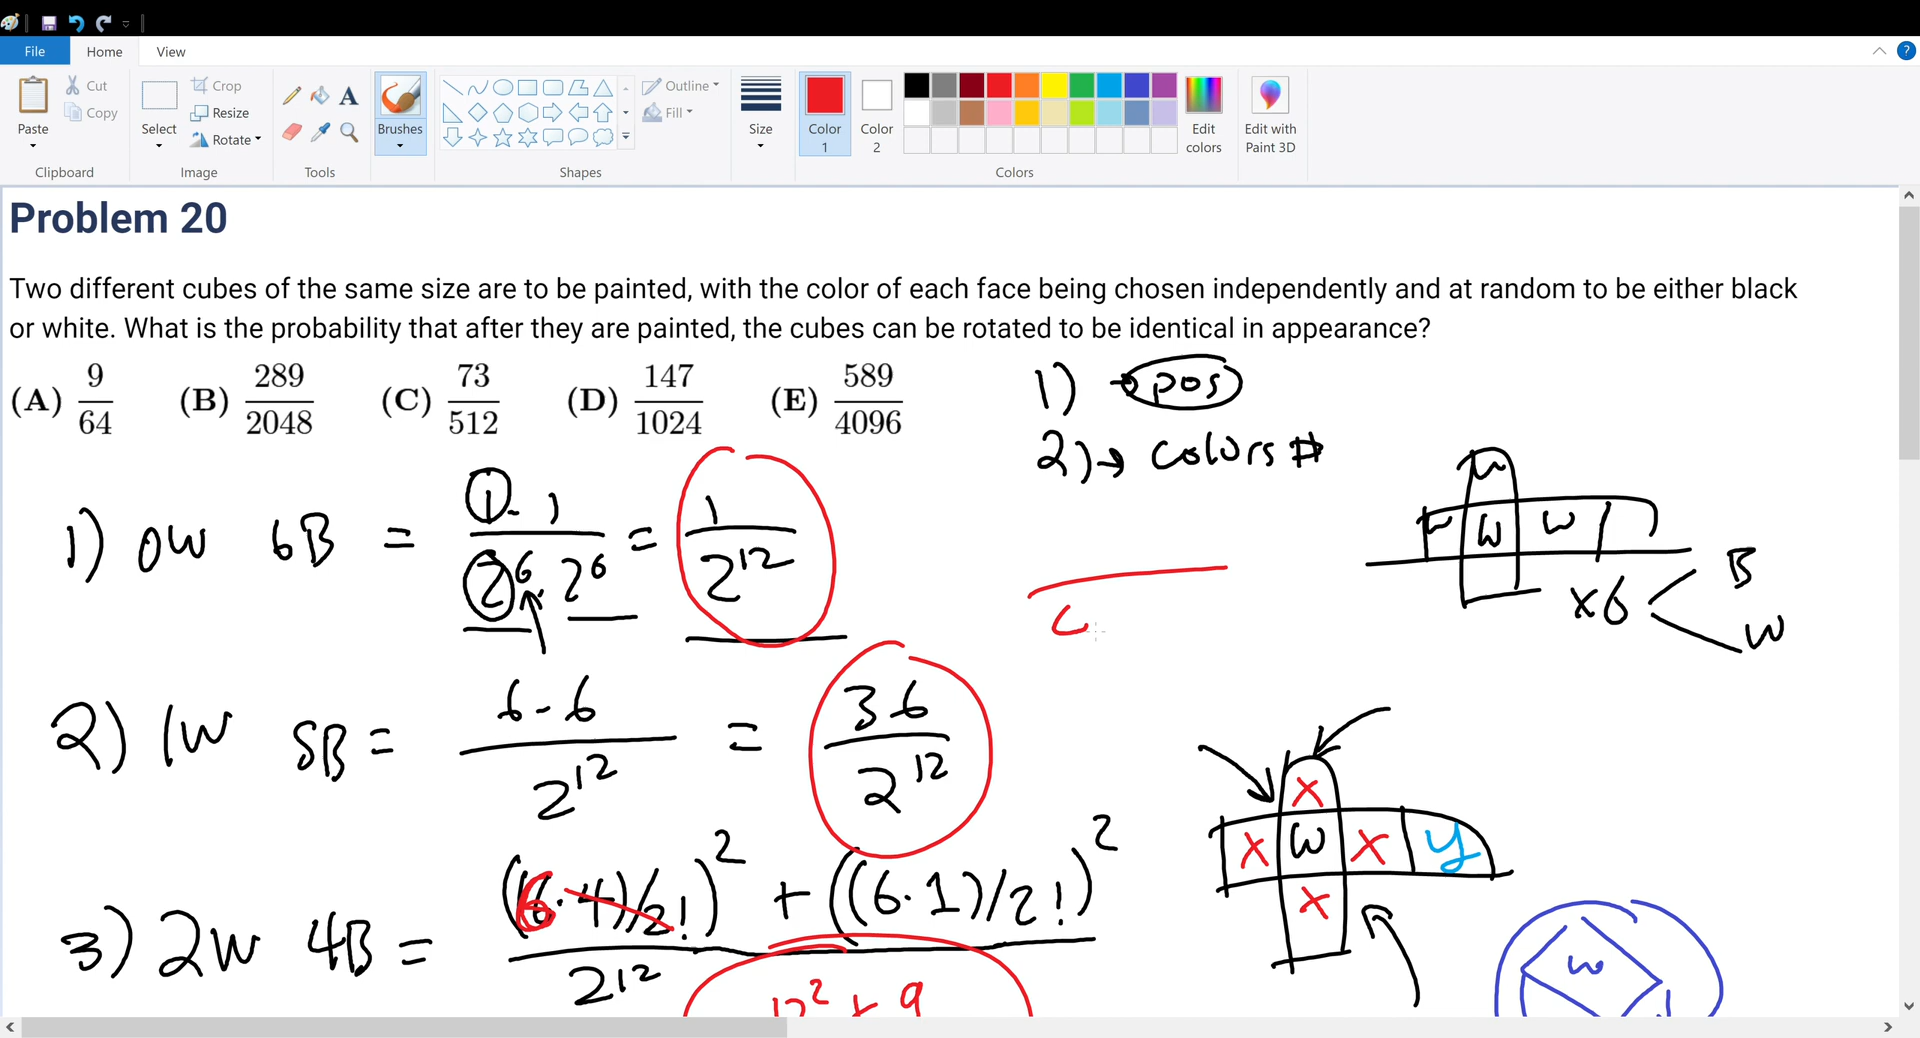 File Home View
Paste
Cut
Copy
Clipboard
Select
Crop
Resize
Rotate
Image
A
Tools
Brushes
Outline
Fill
Shapes
Size
Color 1
Color 2
Edit colors
Edit with Paint 3D
Colors
Problem 20
Two different cubes of the same size are to be painted, with the color of each face being chosen independently and at random to be either black
or white. What is the probability that after they are painted, the cubes can be rotated to be identical in appearance?
(A) 9/64 (B) 289/2048 (C) 73/512 (D) 147/1024 (E) 589/4096
1) → pos
2) → colors #
1) 0W 6B = 1·1 / 2^6·2^6 = 1 / 2^12
W
W W W
x6
B
W
2) 1W 5B = 6·6 / 2^12 = 36 / 2^12
x
x W x y
x
3) 2W 4B = ((6·4)/2!)^2 + ((6·1)/2!)^2 / 2^12
12^2 + 9
W